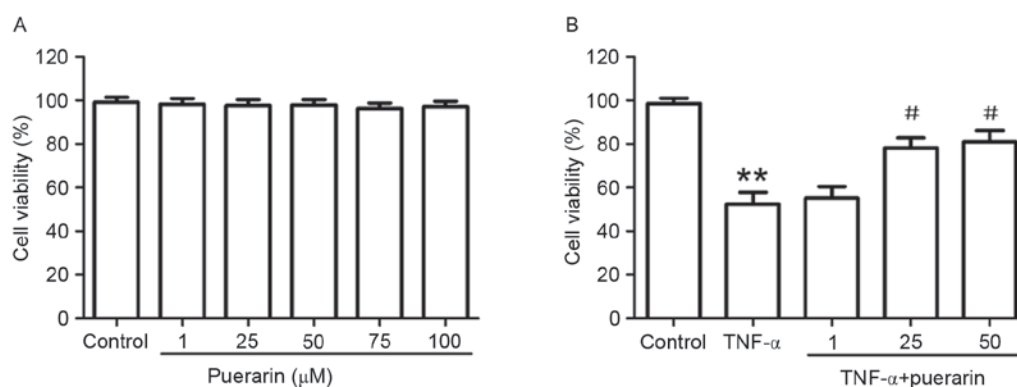 A
Cell viability (%)
120
100
80
60
40
20
0
Control 1 25 50 75 100
Puerarin (μM)
B
Cell viability (%)
120
100
80
60
40
20
0
**
#
#
Control TNF-α 1 25 50
TNF-α+puerarin